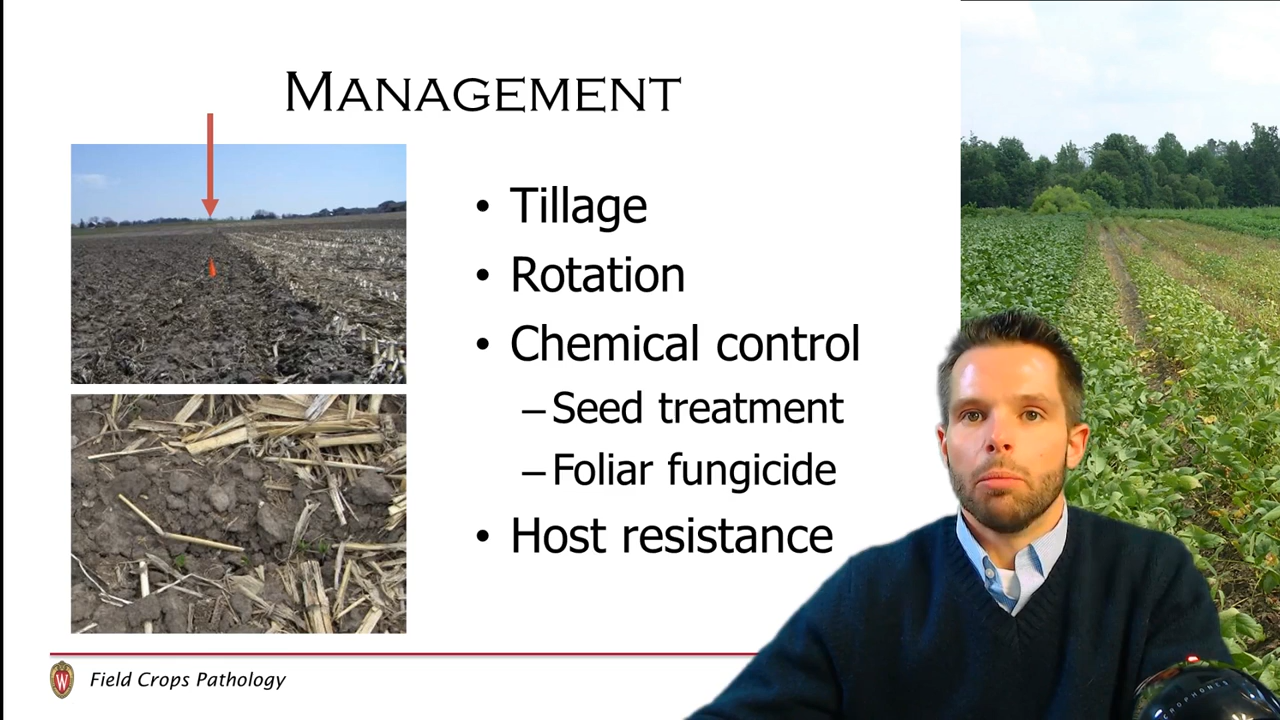 MANAGEMENT
• Tillage
• Rotation
• Chemical control
– Seed treatment
– Foliar fungicide
• Host resistance
Field Crops Pathology
W